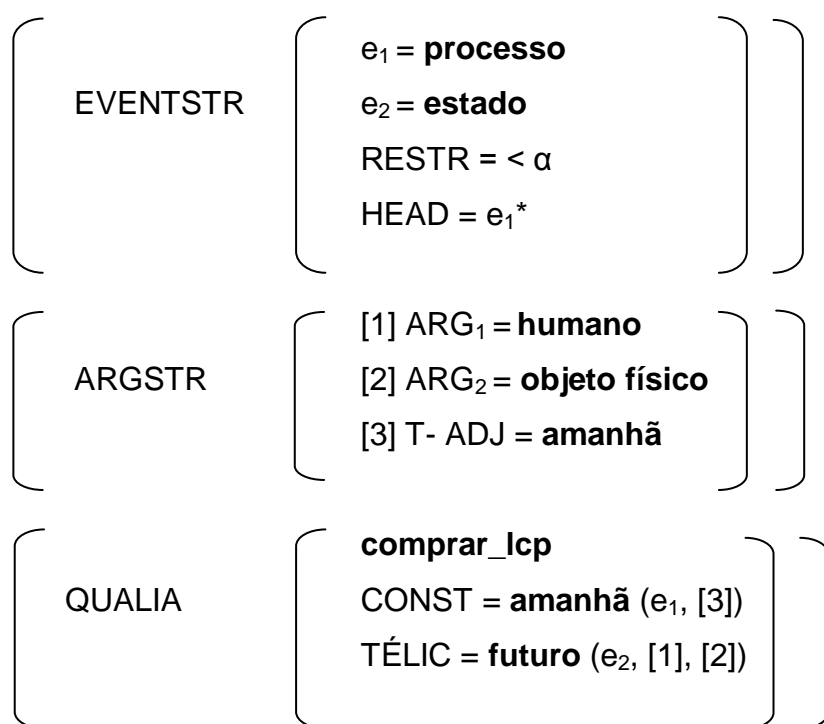 e₁ = processo
EVENTSTR e₂ = estado
RESTR = < α
HEAD = e₁*
[1] ARG₁ = humano
ARGSTR [2] ARG₂ = objeto físico
[3] T- ADJ = amanhã
comprar_lcp
QUALIA CONST = amanhã (e₁, [3])
TÉLIC = futuro (e₂, [1], [2])